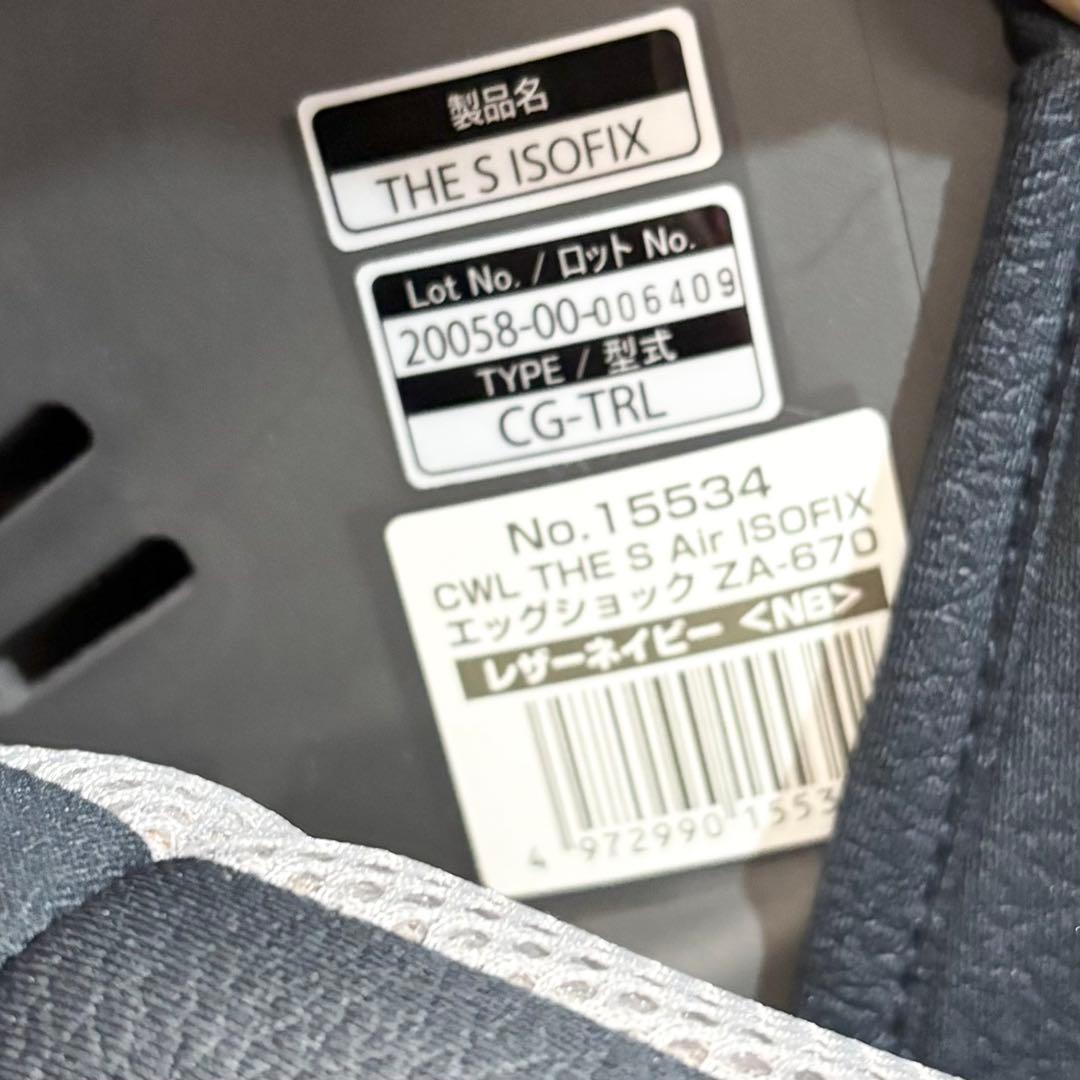 製品名
THE S ISOFIX
Lot No. / ロット No.
20058-00-006409
TYPE / 型式
CG-TRL
No.15534
CWL THE S Air ISOFIX
エッグショック ZA-670
レザーネイビー <NB>
4 972990 1553